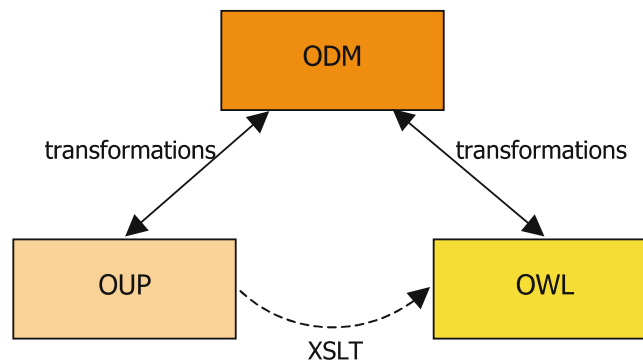 ODM
transformations
transformations
OUP
OWL
XSLT